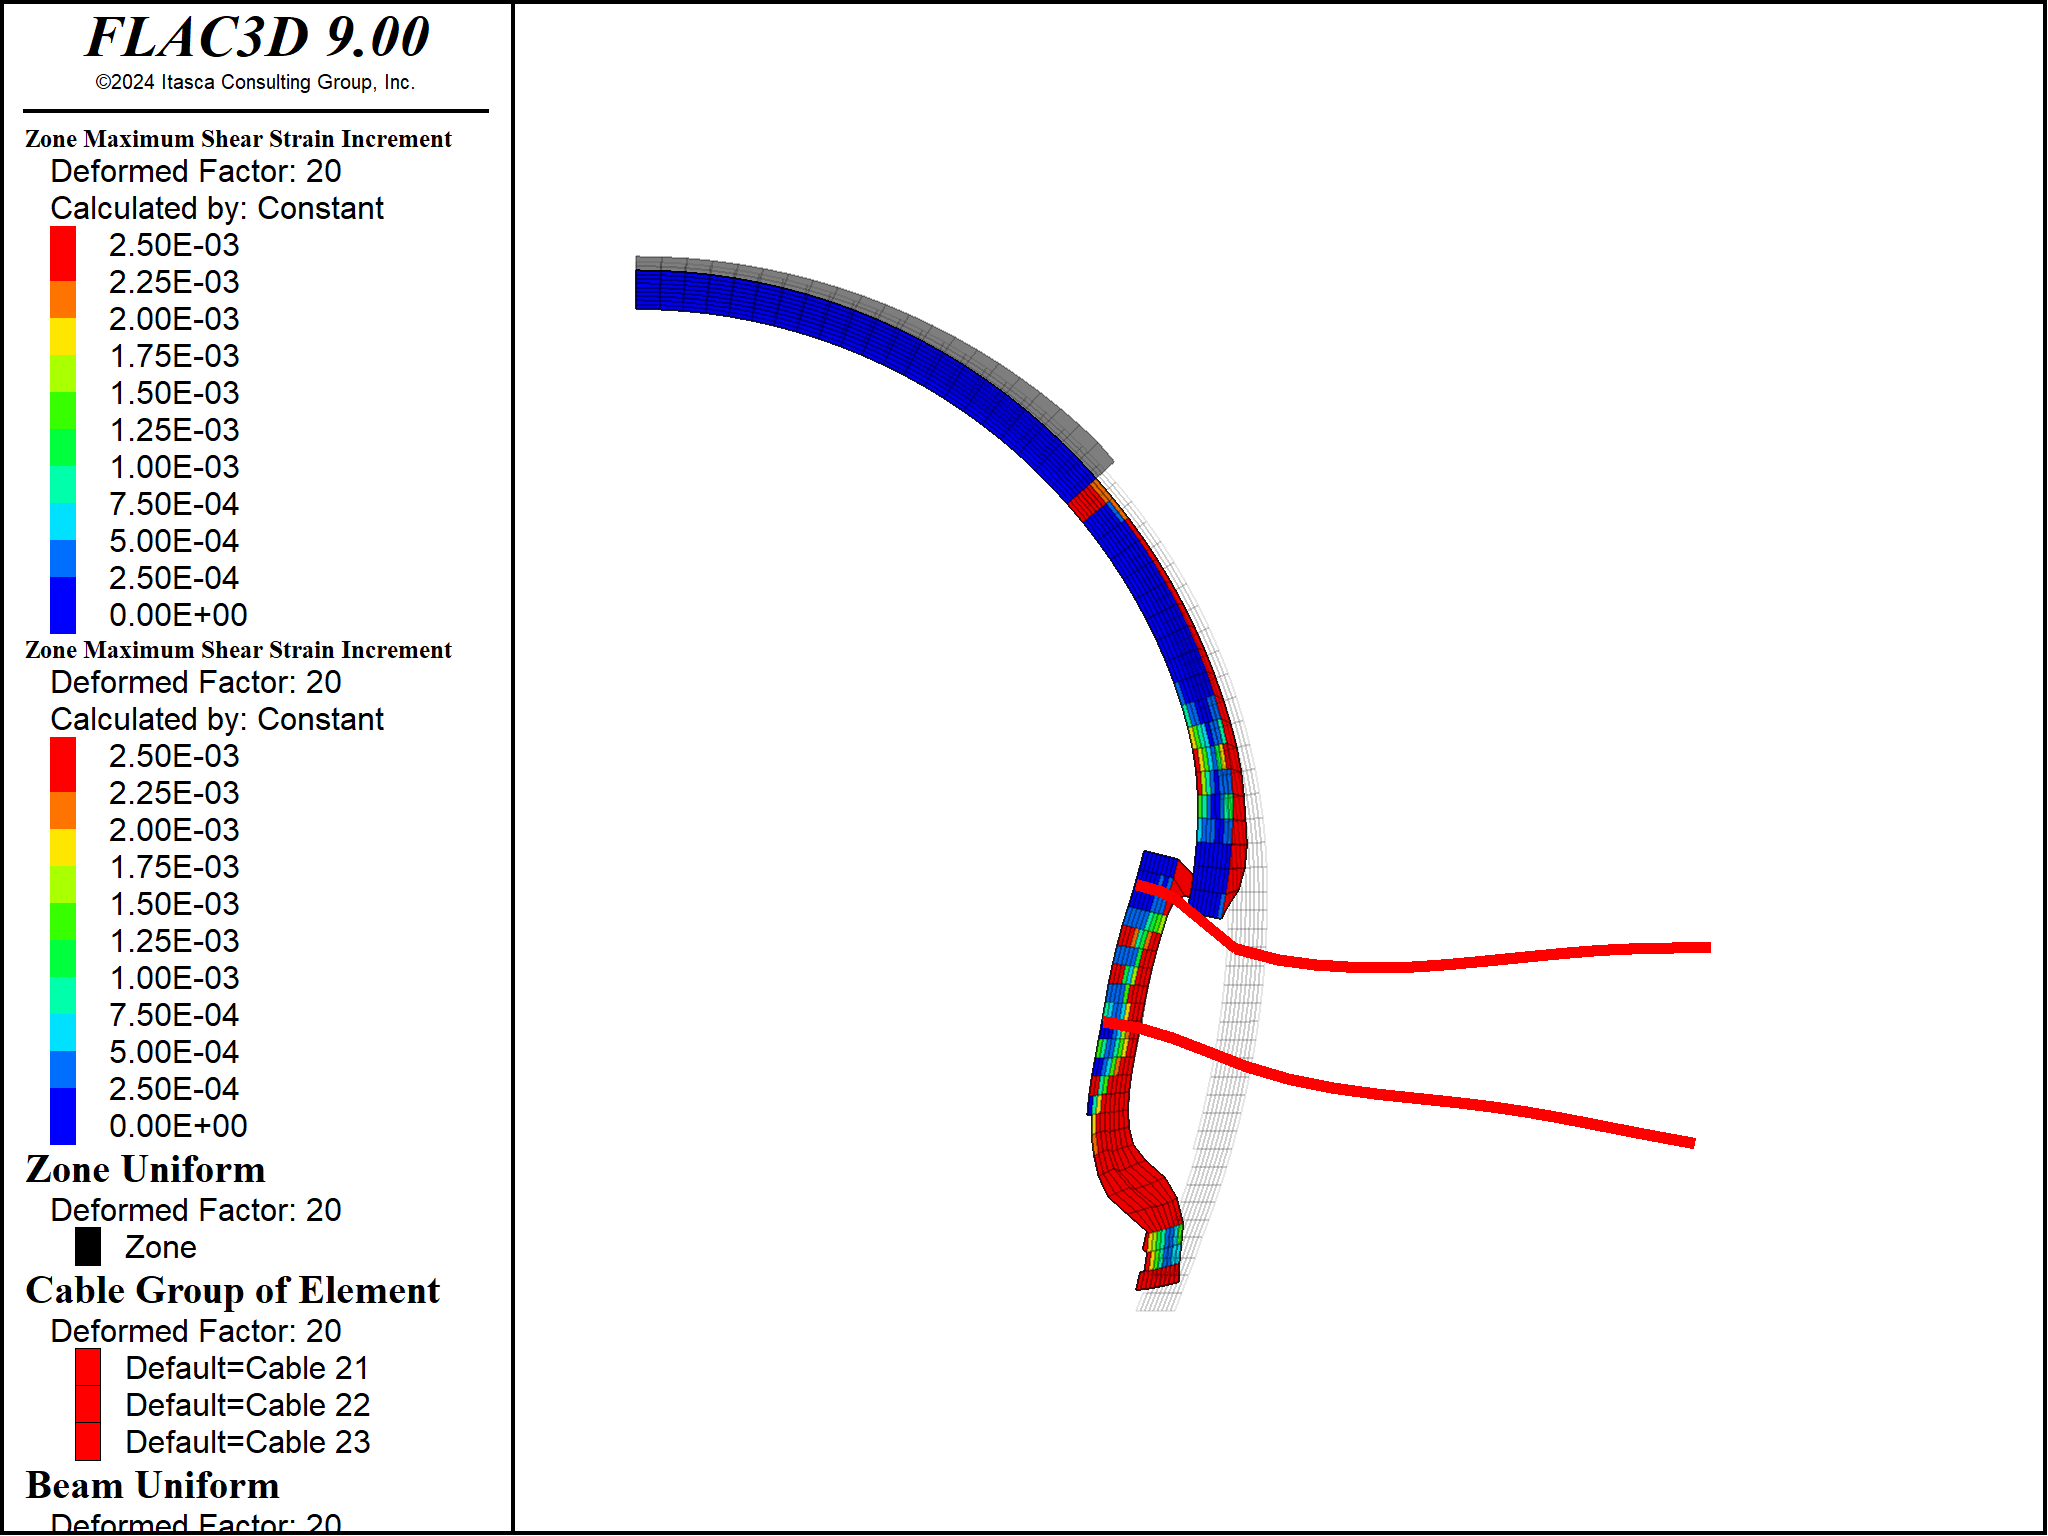 FLAC3D 9.00
©2024 Itasca Consulting Group, Inc.
Zone Maximum Shear Strain Increment
Deformed Factor: 20
Calculated by: Constant
2.50E-03
2.25E-03
2.00E-03
1.75E-03
1.50E-03
1.25E-03
1.00E-03
7.50E-04
5.00E-04
2.50E-04
0.00E+00
Zone Maximum Shear Strain Increment
Deformed Factor: 20
Calculated by: Constant
2.50E-03
2.25E-03
2.00E-03
1.75E-03
1.50E-03
1.25E-03
1.00E-03
7.50E-04
5.00E-04
2.50E-04
0.00E+00
Zone Uniform
Deformed Factor: 20
Zone
Cable Group of Element
Deformed Factor: 20
Default=Cable 21
Default=Cable 22
Default=Cable 23
Beam Uniform
Deformed Factor: 20